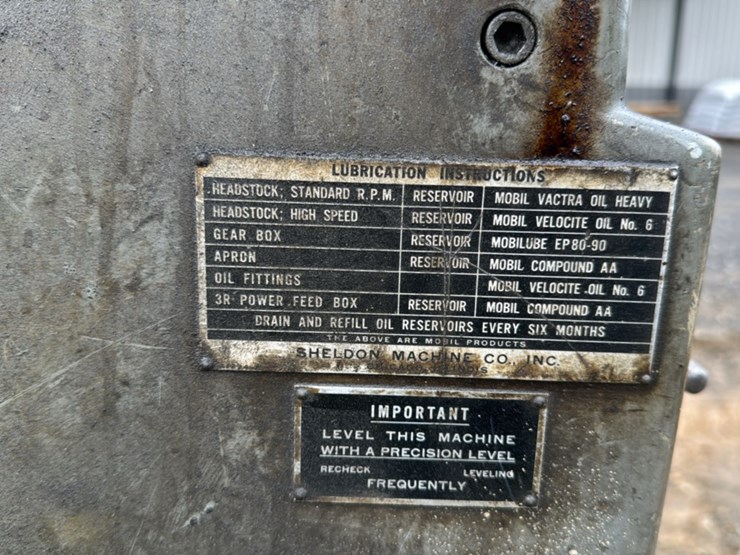 LUBRICATION INSTRUCTIONS
HEADSTOCK; STANDARD R.P.M. RESERVOIR MOBIL VACTRA OIL HEAVY
HEADSTOCK; HIGH SPEED RESERVOIR MOBIL VELOCITE OIL No. 6
GEAR BOX RESERVOIR MOBILUBE EP 80-90
APRON RESERVOIR MOBIL COMPOUND AA
OIL FITTINGS MOBIL VELOCITE OIL No. 6
3R POWER FEED BOX RESERVOIR MOBIL COMPOUND AA
DRAIN AND REFILL OIL RESERVOIRS EVERY SIX MONTHS
THE ABOVE ARE MOBIL PRODUCTS
SHELDON MACHINE CO., INC.
IMPORTANT
LEVEL THIS MACHINE
WITH A PRECISION LEVEL
RECHECK LEVELING
FREQUENTLY